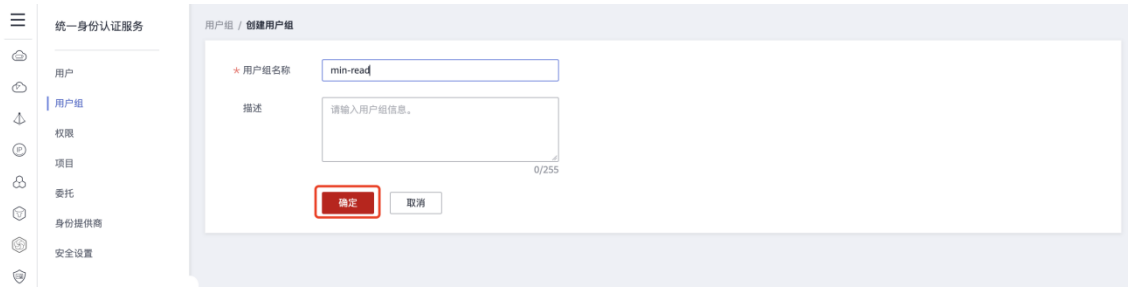 统一身份认证服务
用户组 / 创建用户组
用户
用户组
权限
项目
委托
身份提供商
安全设置
* 用户组名称 min-read
描述 请输入用户组信息。
0/255
确定 取消